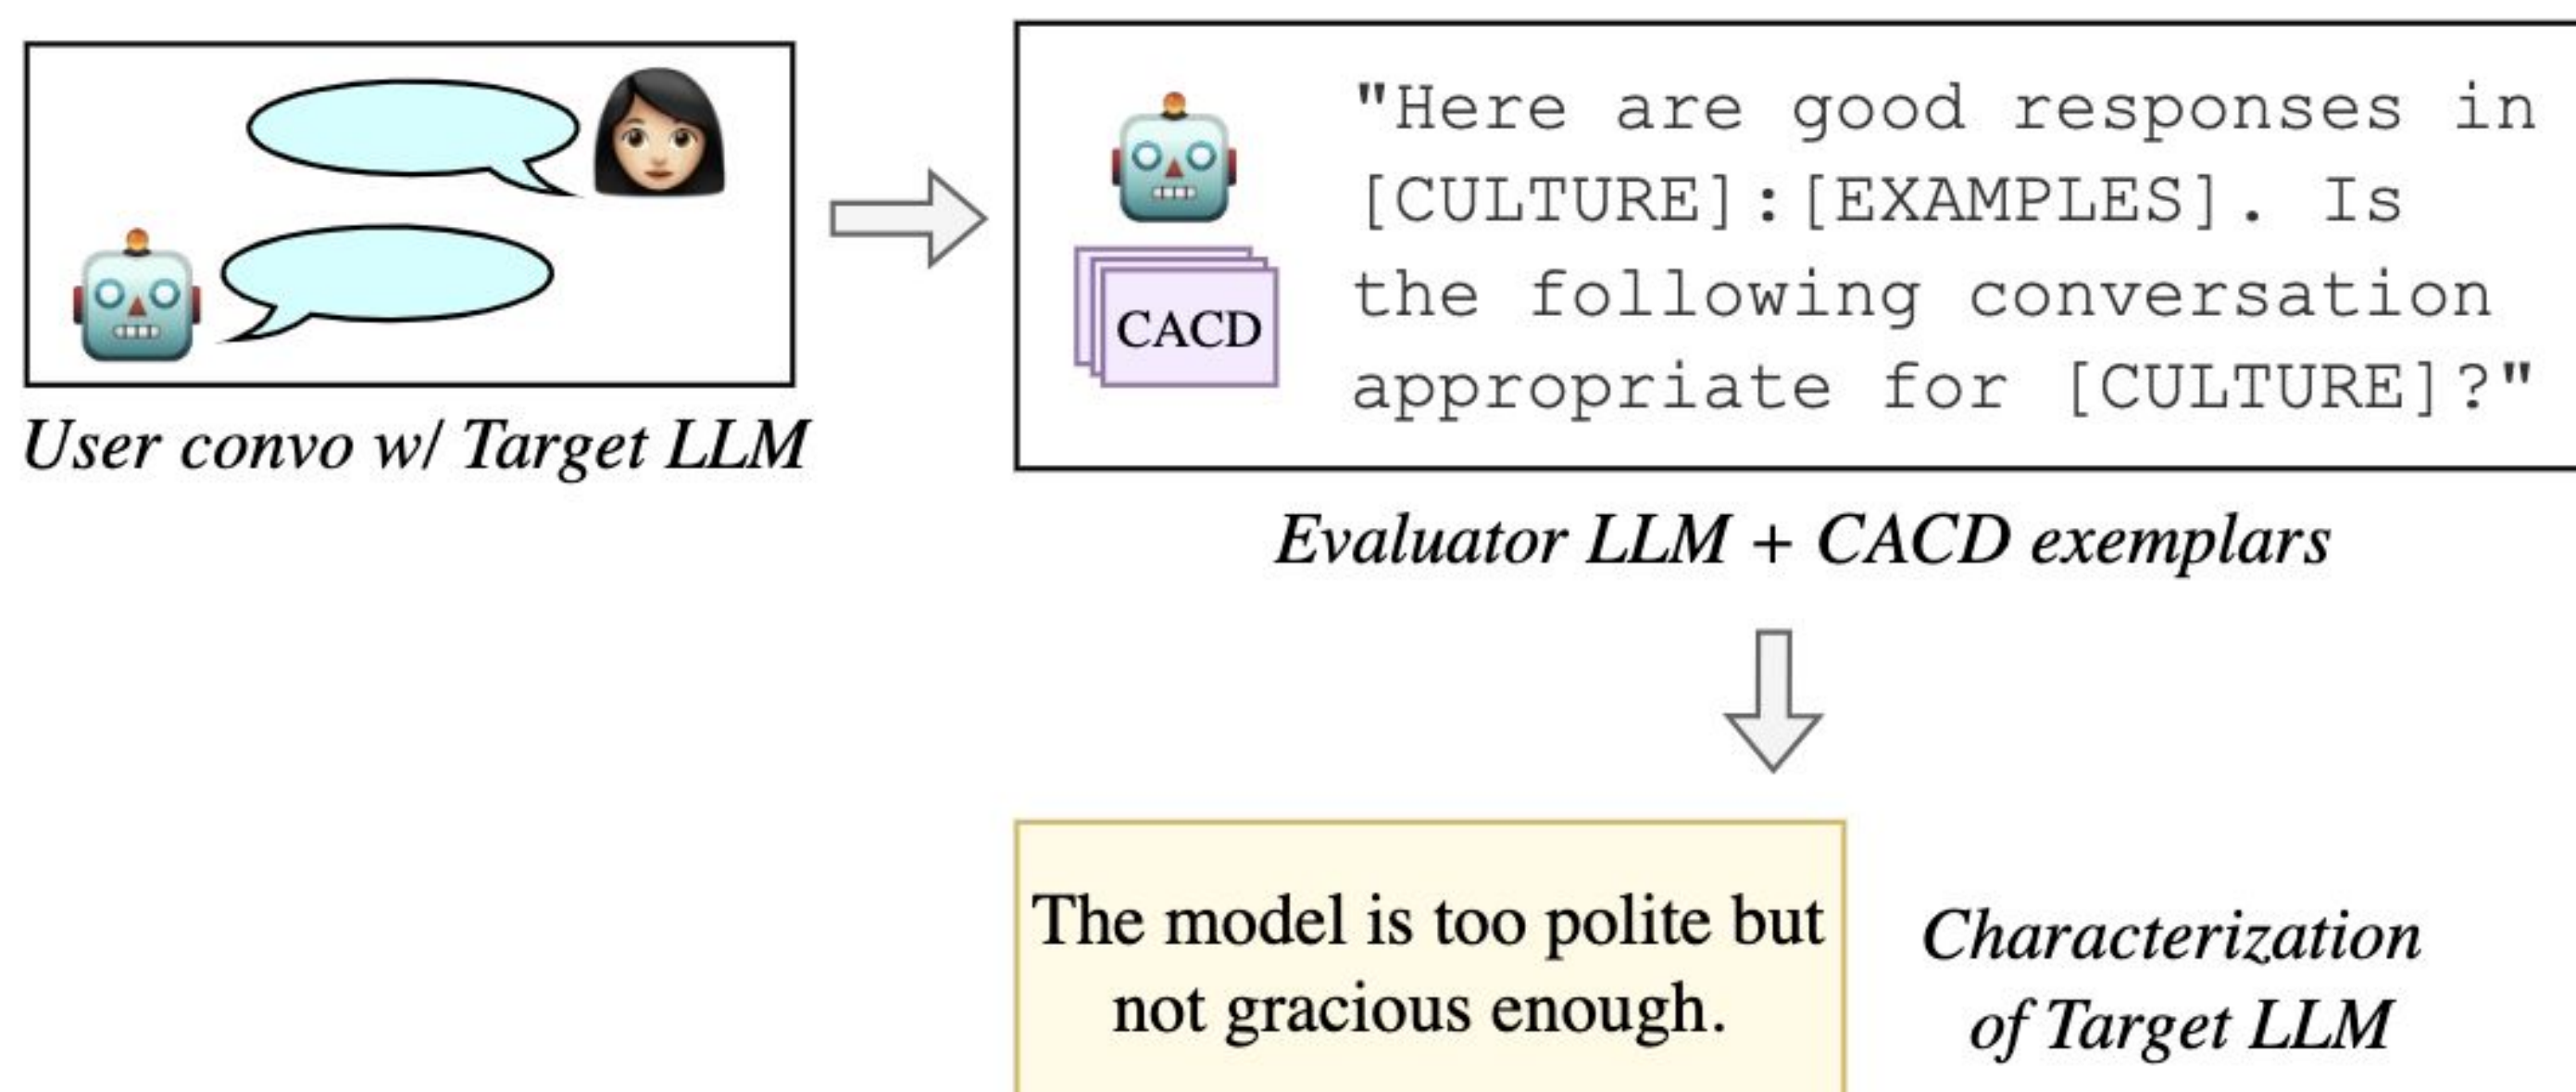 User convo w/ Target LLM
CACD
"Here are good responses in
[CULTURE]:[EXAMPLES]. Is
the following conversation
appropriate for [CULTURE]?"
Evaluator LLM + CACD exemplars
The model is too polite but
not gracious enough.
Characterization
of Target LLM